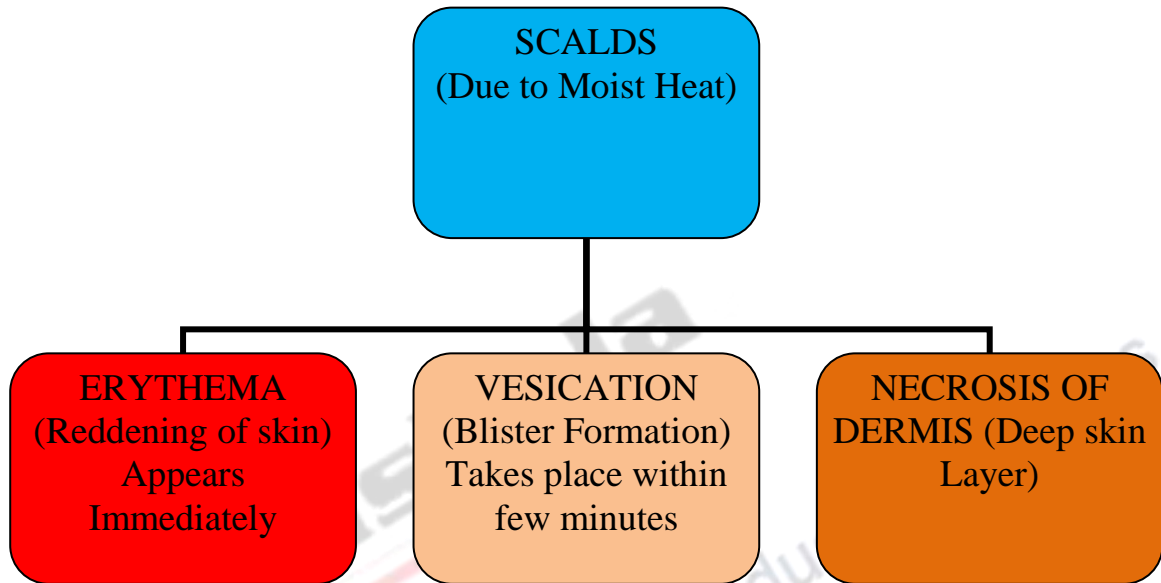 SCALDS
(Due to Moist Heat)
ERYTHEMA
(Reddening of skin)
Appears
Immediately
VESICATION
(Blister Formation)
Takes place within
few minutes
NECROSIS OF
DERMIS (Deep skin
Layer)